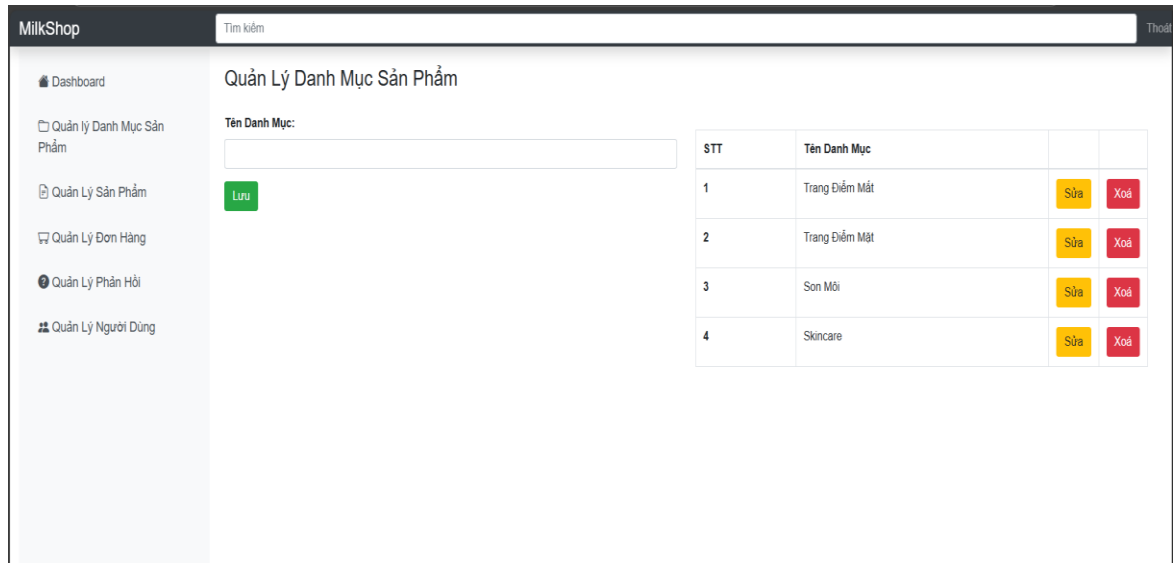 MilkShop
Tìm kiếm
Thoát
Dashboard
Quản lý Danh Mục Sản
Phẩm
Quản Lý Sản Phẩm
Quản Lý Đơn Hàng
Quản Lý Phản Hồi
Quản Lý Người Dùng
Quản Lý Danh Mục Sản Phẩm
Tên Danh Mục:
Lưu
STT Tên Danh Mục
1 Trang Điểm Mắt Sửa Xoá
2 Trang Điểm Mặt Sửa Xoá
3 Son Môi Sửa Xoá
4 Skincare Sửa Xoá